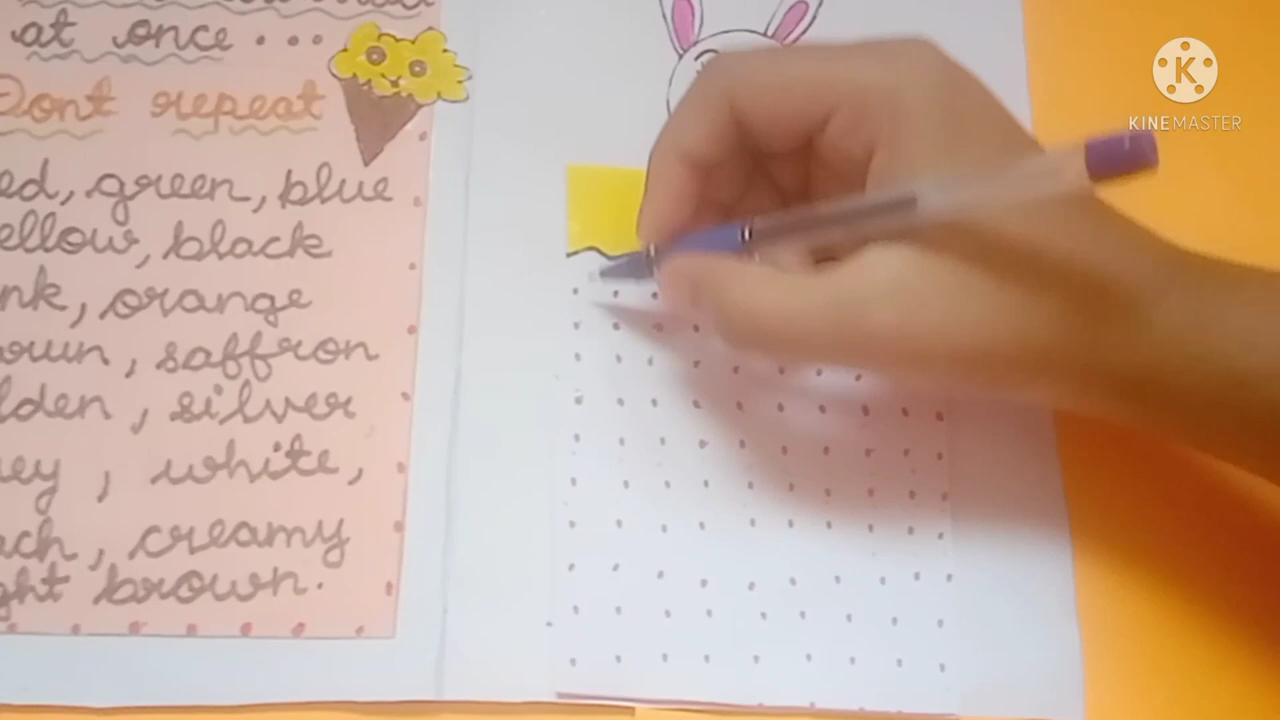 at once...
Dont repeat
ed, green, blue
ellow, black
nk, orange
own, saffron
lden, silver
ey, white,
ach, creamy
ght brown.
KINEMASTER